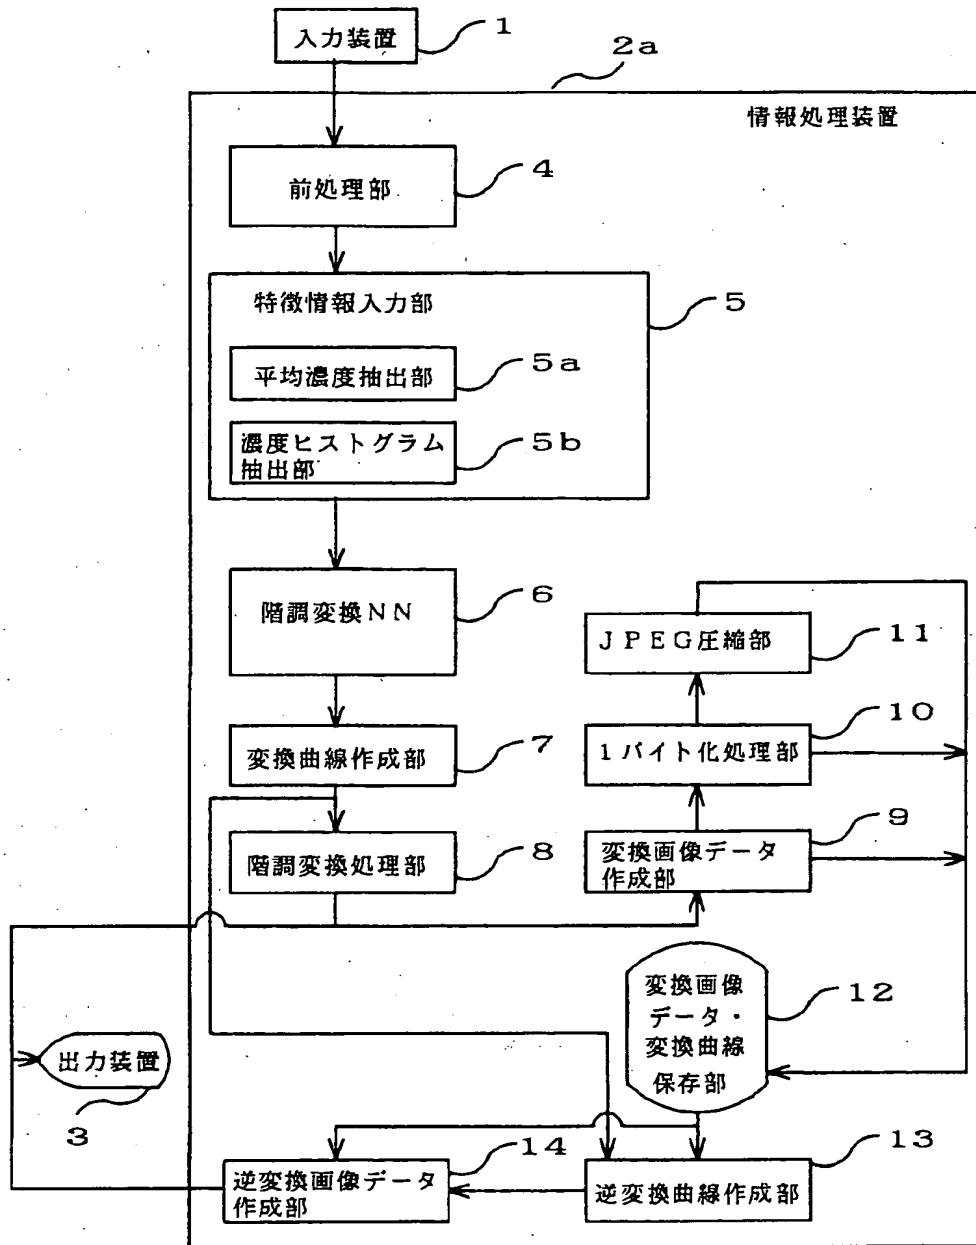 入力装置
1
2a
情報処理装置
前処理部
4
特徴情報入力部
5
平均濃度抽出部
5a
濃度ヒストグラム
抽出部
5b
階調変換NN
6
JPEG圧縮部
11
変換曲線作成部
7
1バイト化処理部
10
階調変換処理部
8
変換画像データ
作成部
9
変換画像
データ・
変換曲線
保存部
12
出力装置
3
逆変換画像データ
作成部
14
逆変換曲線作成部
13